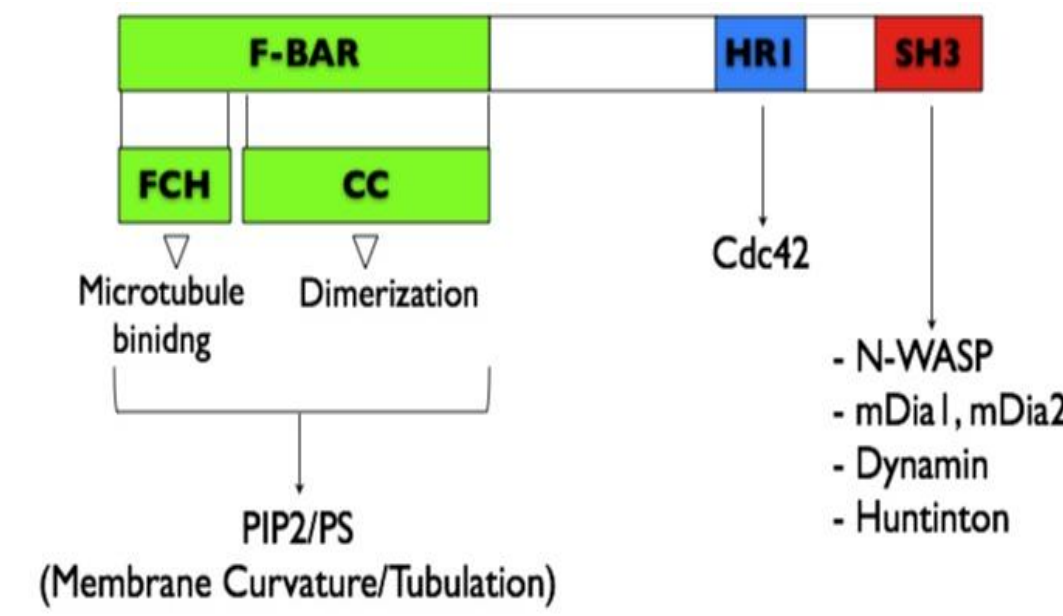 F-BAR
HR1
SH3
FCH
CC
Microtubule
binidng
Dimerization
Cdc42
PIP2/PS
(Membrane Curvature/Tubulation)
- N-WASP
- mDia1, mDia2
- Dynamin
- Huntinton